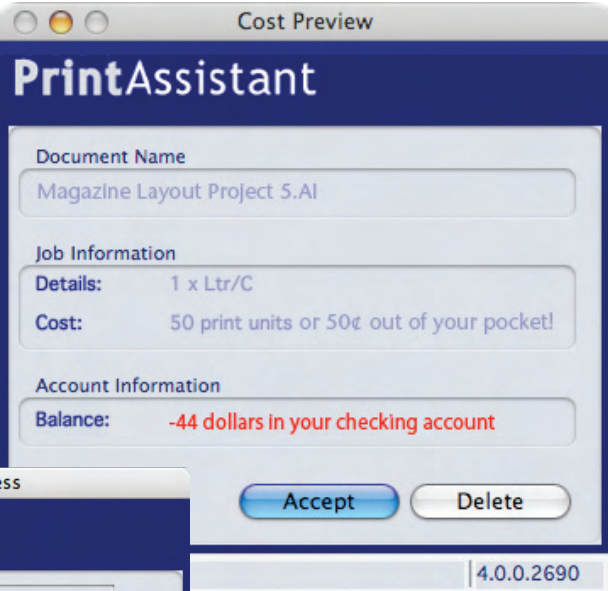 Cost Preview
PrintAssistant
Document Name
Magazine Layout Project 5.AI
Job Information
Details: 1 x Ltr/C
Cost: 50 print units or 50¢ out of your pocket!
Account Information
Balance: -44 dollars in your checking account
ess
Accept Delete
4.0.0.2690